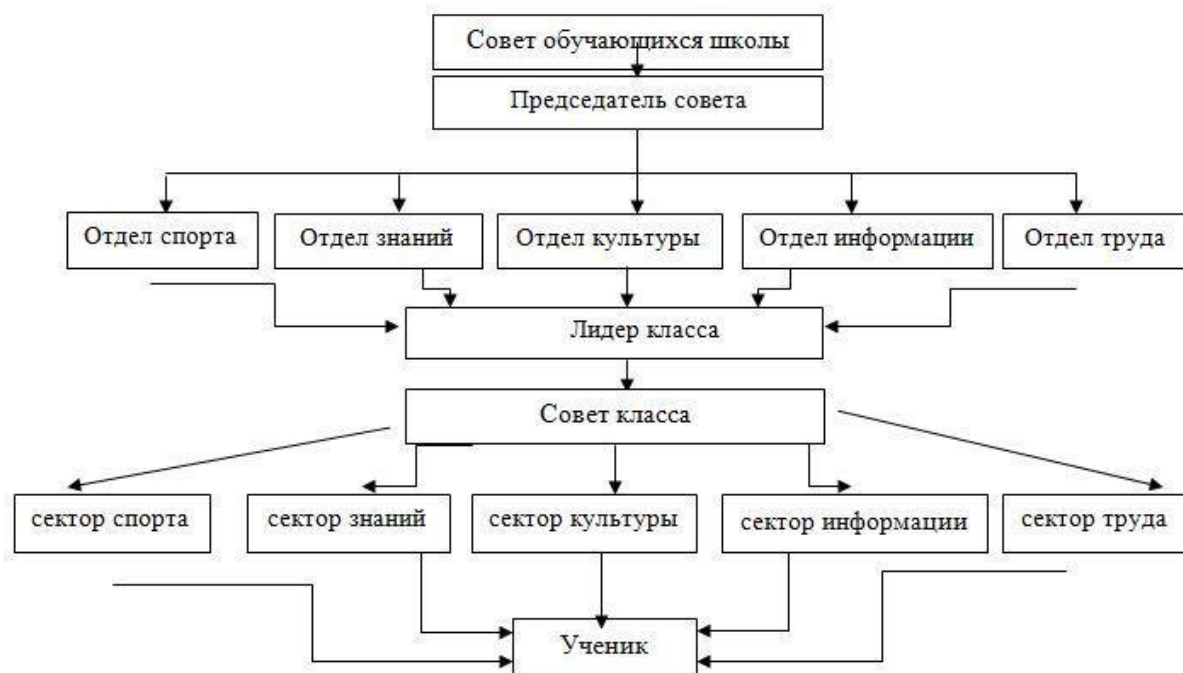 Совет обучающихся школы
Председатель совета
Отдел спорта
Отдел знаний
Отдел культуры
Отдел информации
Отдел труда
Лидер класса
Совет класса
сектор спорта
сектор знаний
сектор культуры
сектор информации
сектор труда
Ученик